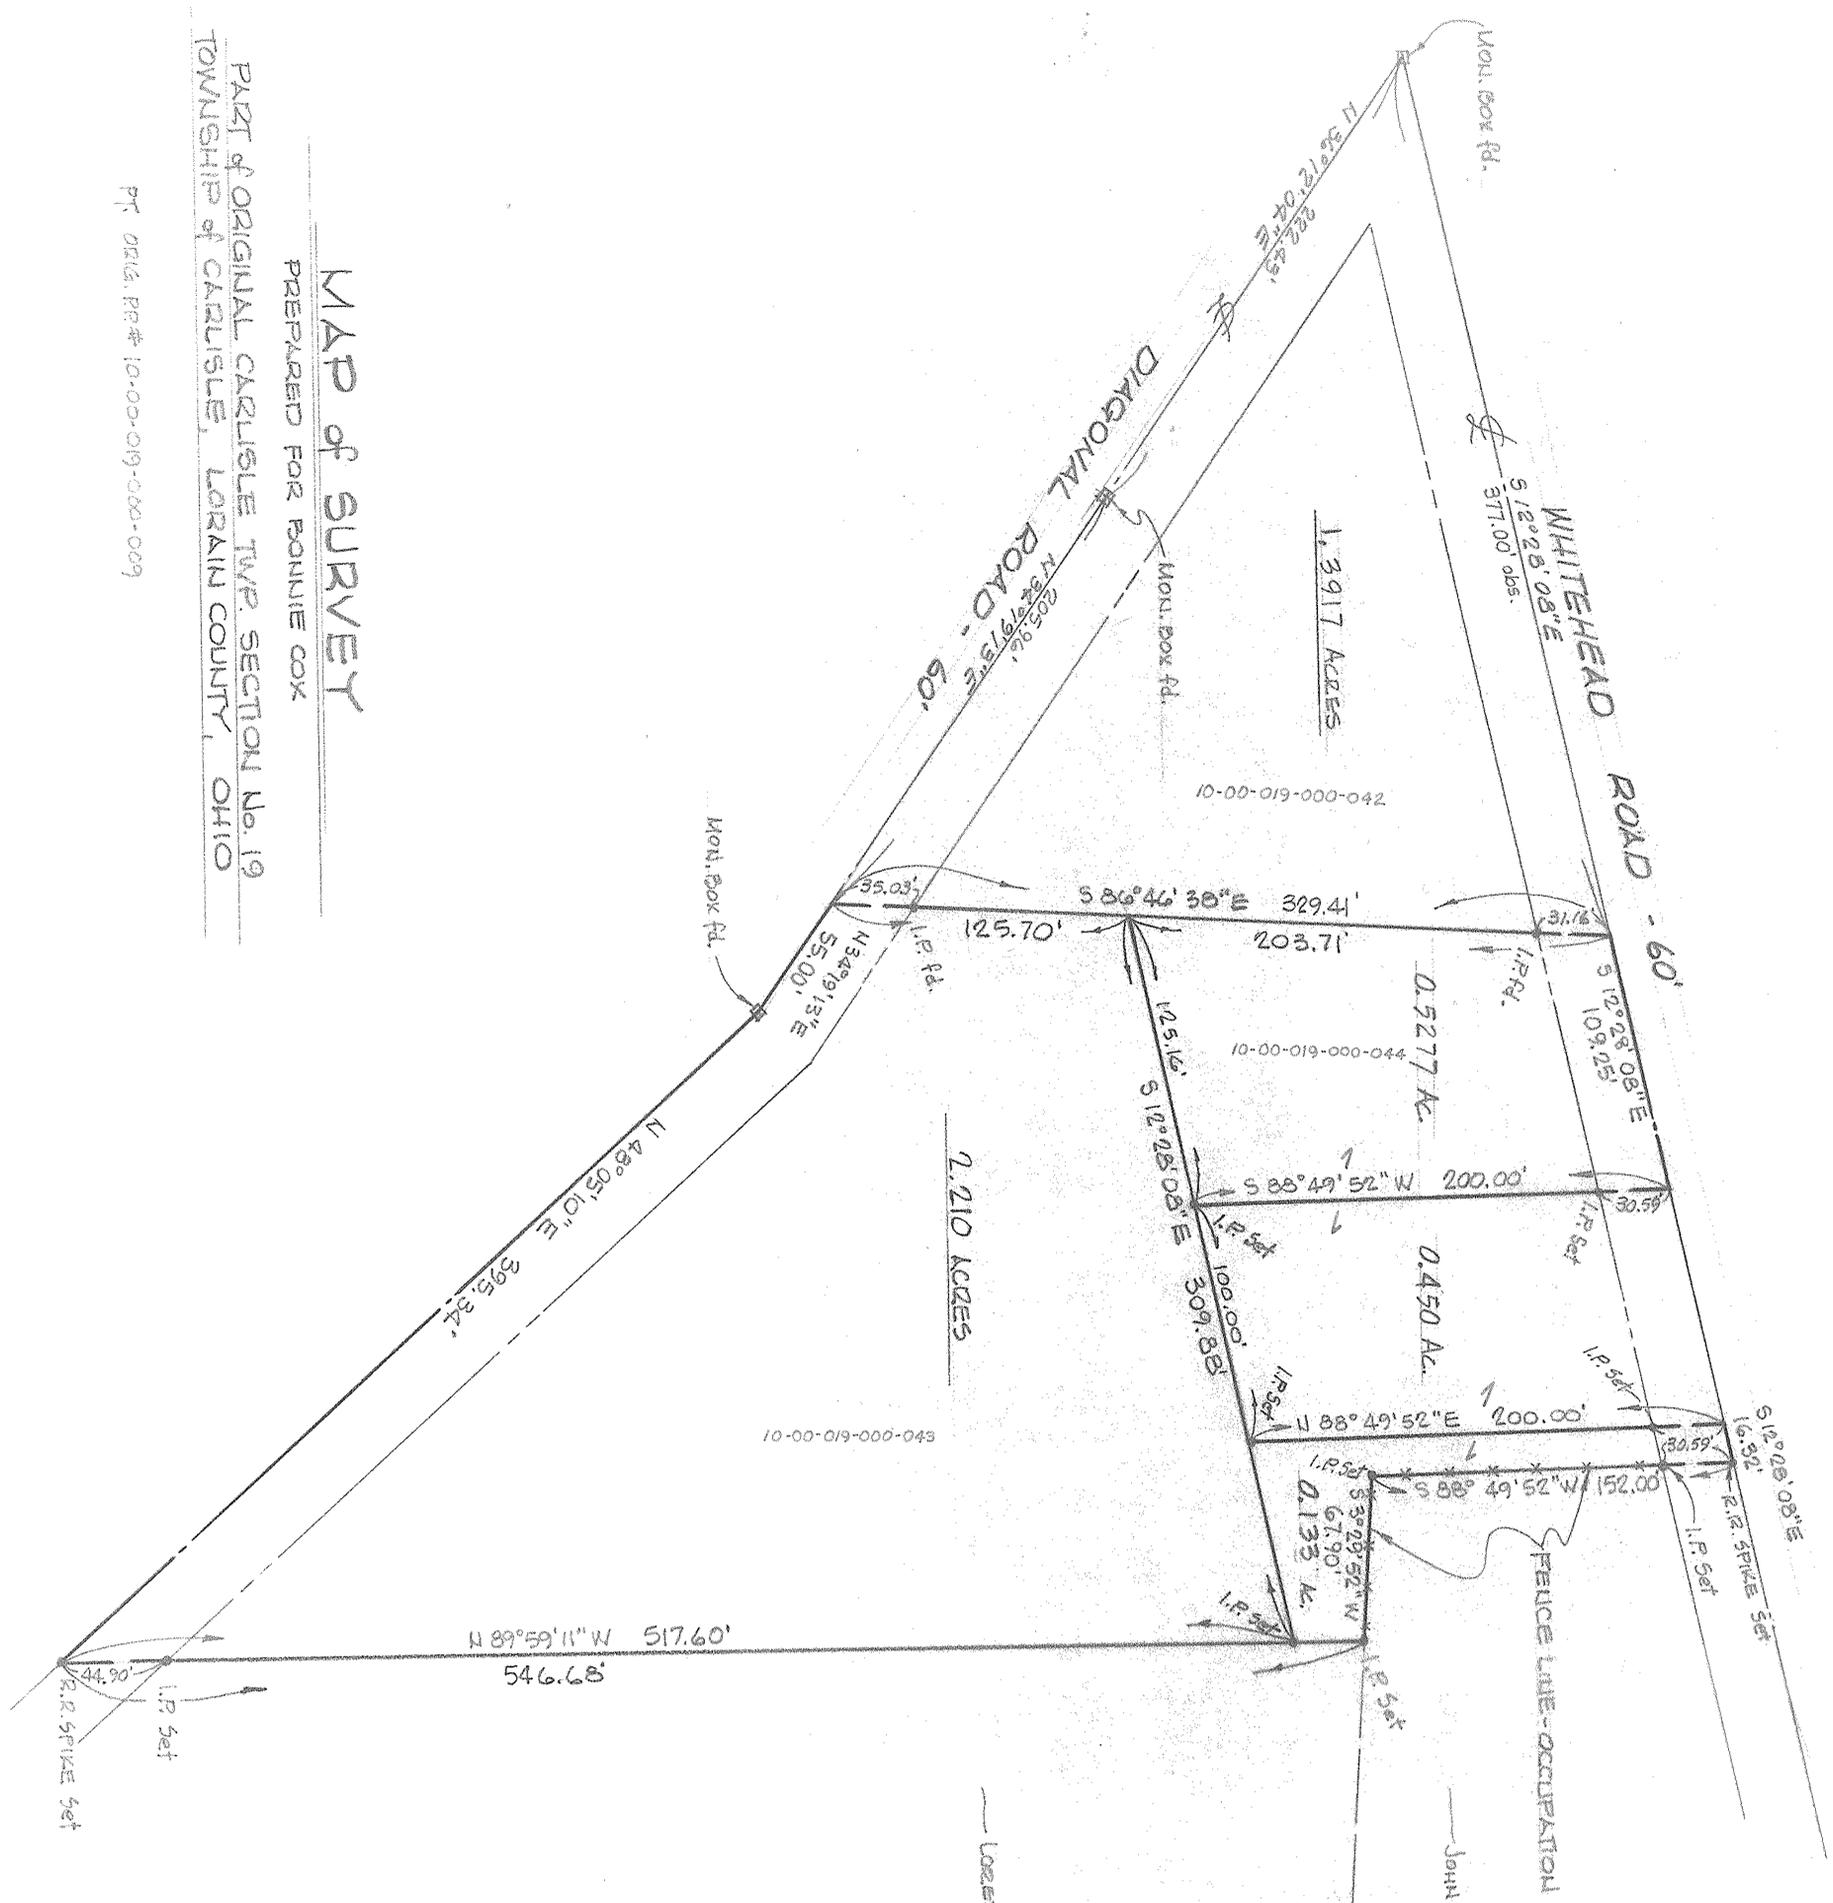 MAP of SURVEY
PREPARED FOR BONNIE COX
PART of ORIGINAL CARLISLE TWP. SECTION No. 19
TOWNSHIP of CARLISLE, LORAIN COUNTY, OHIO
PT. ORIG. PP# 10-00-019-000-009
MON. BOX fd.
N 36°12'04"E
222.49'
℄
DIAGONAL ROAD - 60'
MON. BOX fd.
205.96'
N 34°19'13"E
℄
S 12°28'08"E
377.00' obs.
WHITEHEAD ROAD - 60'
1.3917 ACRES
10-00-019-000-042
35.03'
S 86°46'38"E 329.41'
31.16'
125.70'
203.71'
I.P. fd.
I.P. fd.
MON. BOX fd.
N 34°19'13"E
55.00'
S 12°28'08"E
109.25'
0.5277 Ac.
10-00-019-000-044
125.16'
S 12°28'08"E
309.88'
100.00'
S 88°49'52"W 200.00'
30.59'
I.P. Set
I.P. Set
N 48°05'10"E 395.34'
2.210 ACRES
10-00-019-000-043
0.450 Ac.
I.P. Set
I.P. Set
N 88°49'52"E 200.00'
30.59'
S 12°28'08"E
16.32'
I.P. Set
S 88°49'52"W 152.00'
I.P. Set
R.R. SPIKE Set
S 3°29'52"W
67.90'
0.133 Ac.
FENCE LINE-OCCUPATION
I.P. Set
I.P. Set
N 89°59'11"W 517.60'
546.68'
44.90'
I.P. Set
R.R. SPIKE Set
LORE
JOHN